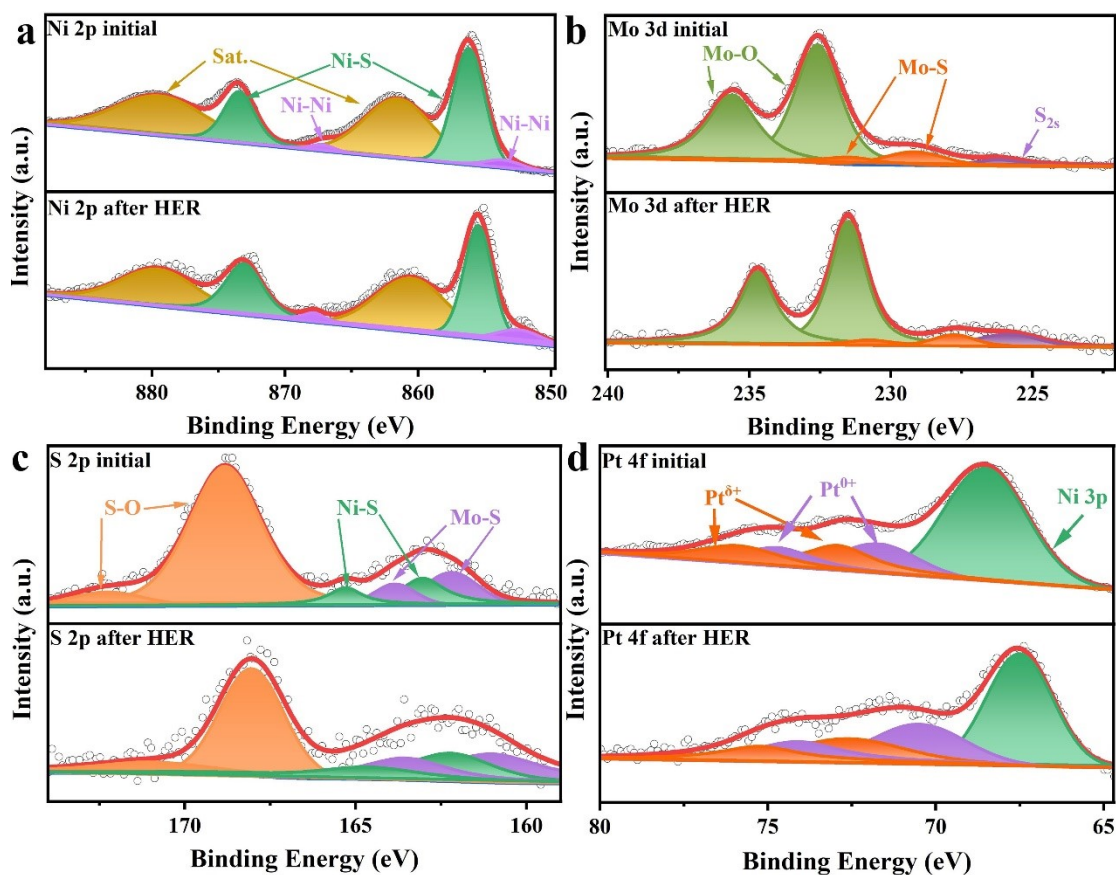 a
Ni 2p initial
Sat.
Ni-S
Ni-Ni
Ni-Ni
Ni 2p after HER
Intensity (a.u.)
880
870
860
850
Binding Energy (eV)
b
Mo 3d initial
Mo-O
Mo-S
S2s
Mo 3d after HER
Intensity (a.u.)
240
235
230
225
Binding Energy (eV)
c
S 2p initial
S-O
Ni-S
Mo-S
S 2p after HER
Intensity (a.u.)
170
165
160
Binding Energy (eV)
d
Pt 4f initial
Ptδ+
Pt0+
Ni 3p
Pt 4f after HER
Intensity (a.u.)
80
75
70
65
Binding Energy (eV)